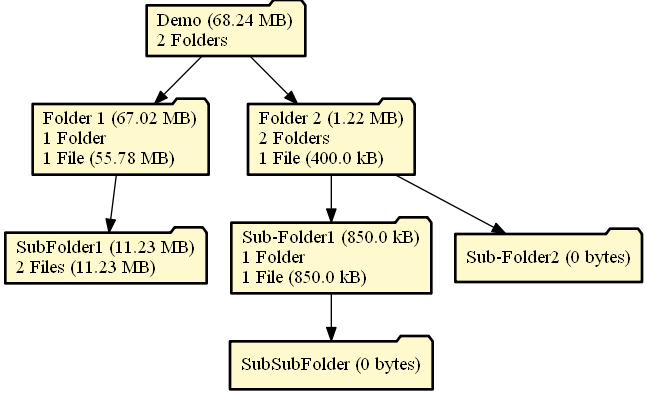 Demo (68.24 MB)
2 Folders
Folder 1 (67.02 MB)
1 Folder
1 File (55.78 MB)
Folder 2 (1.22 MB)
2 Folders
1 File (400.0 kB)
SubFolder1 (11.23 MB)
2 Files (11.23 MB)
Sub-Folder1 (850.0 kB)
1 Folder
1 File (850.0 kB)
Sub-Folder2 (0 bytes)
SubSubFolder (0 bytes)